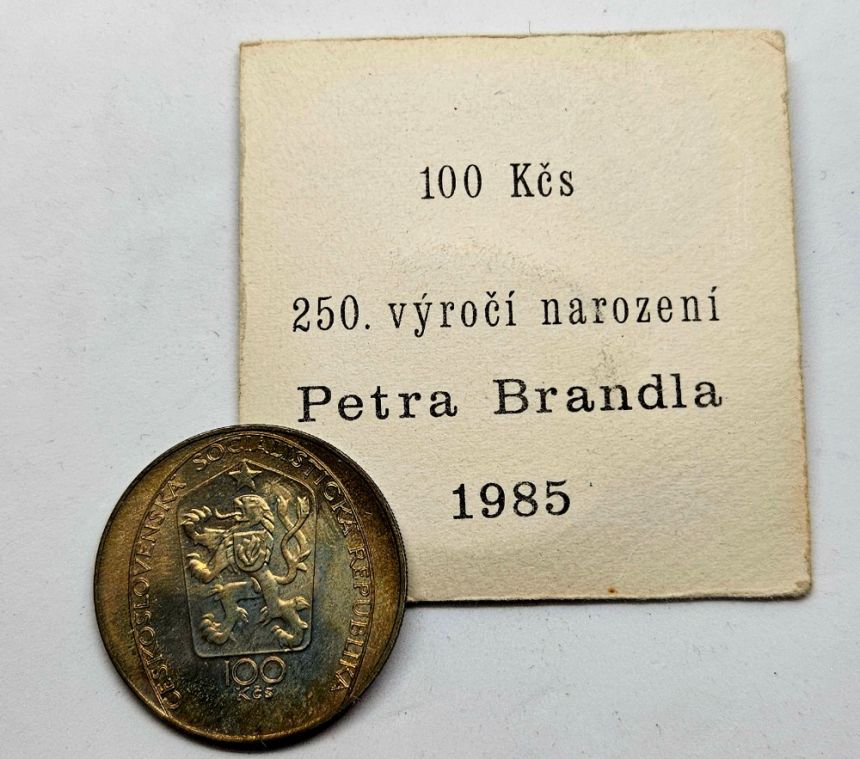 100 Kčs
250. výročí narození
Petra Brandla
1985
ČESKOSLOVENSKÁ SOCIALISTICKÁ REPUBLIKA
100
Kčs